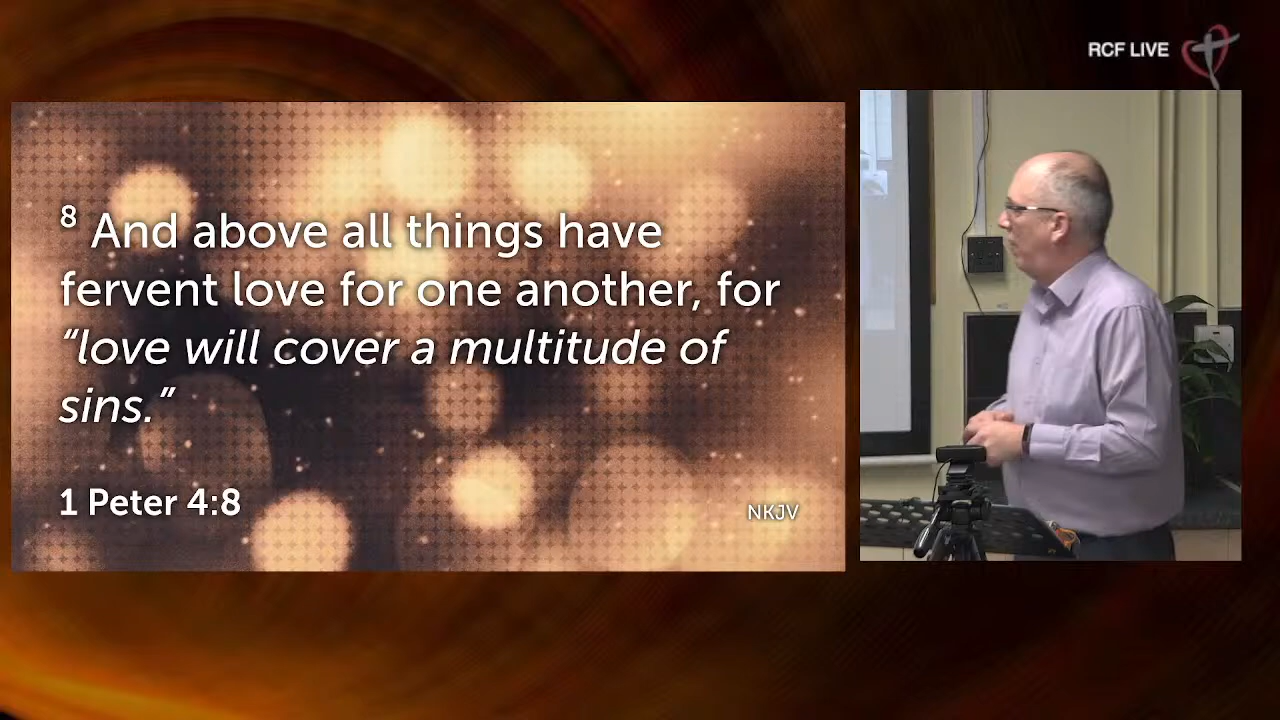 RCF LIVE
8 And above all things have
fervent love for one another, for
“love will cover a multitude of
sins.”
1 Peter 4:8
NKJV